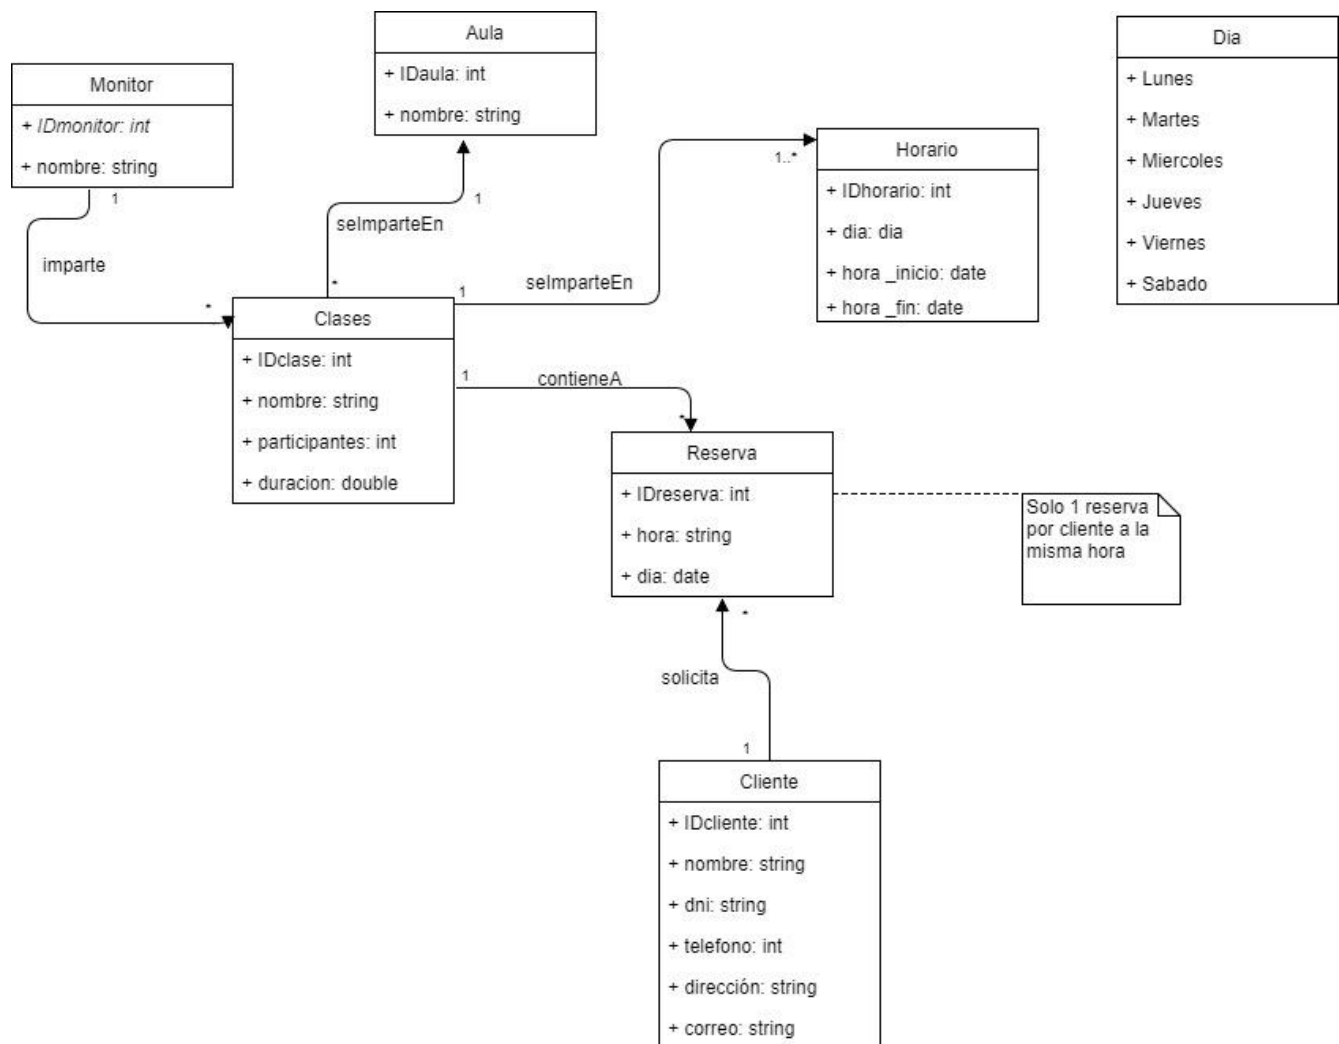 Monitor
+ IDmonitor: int
+ nombre: string
1
imparte
*
Aula
+ IDaula: int
+ nombre: string
1
seImparteEn
*
Clases
+ IDclase: int
+ nombre: string
+ participantes: int
+ duracion: double
1
seImparteEn
1..*
Horario
+ IDhorario: int
+ dia: dia
+ hora _inicio: date
+ hora _fin: date
Dia
+ Lunes
+ Martes
+ Miercoles
+ Jueves
+ Viernes
+ Sabado
1
contieneA
*
Reserva
+ IDreserva: int
+ hora: string
+ dia: date
Solo 1 reserva
por cliente a la
misma hora
*
solicita
1
Cliente
+ IDcliente: int
+ nombre: string
+ dni: string
+ telefono: int
+ dirección: string
+ correo: string